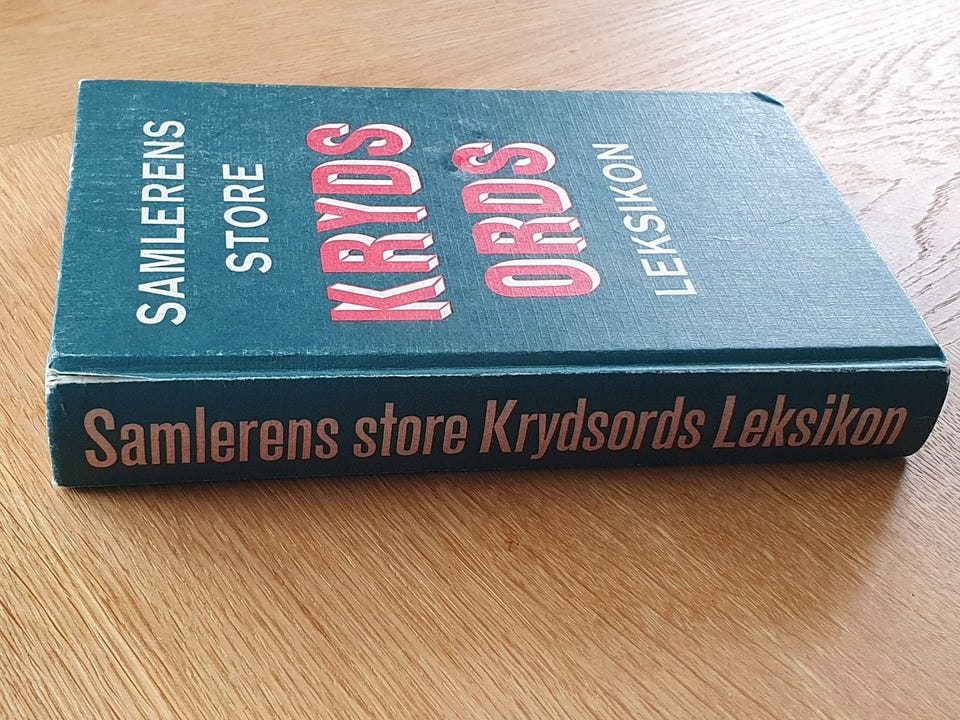 SAMLERENS
STORE
KRYDS
ORDS
LEKSIKON
Samlerens store Krydsords Leksikon